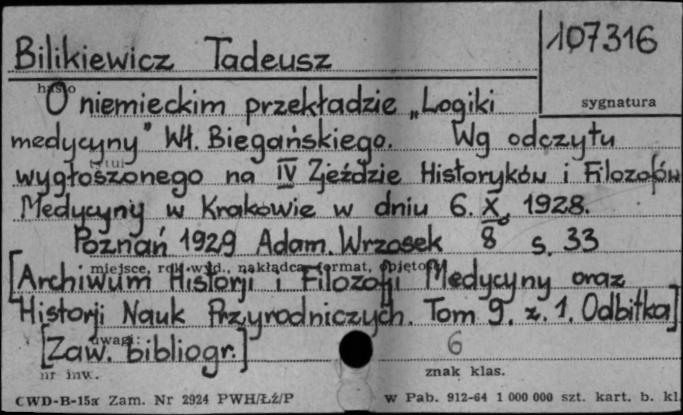 107316
Bilikiewicz Tadeusz
hasło
sygnatura
O niemieckim przekładzie „Logiki
medycyny" Wł. Biegańskiego. Wg odczytu
tytuł
wygłoszonego na IV Zjeździe Historyków i Filozofów
Medycyny w Krakowie w dniu 6. X. 1928.
Poznań 1929 Adam Wrzosek 8° s. 33
miejsce, rok wyd., nakładca, format, objętość
[Archiwum Historji i Filozofji Medycyny oraz
Historji Nauk Przyrodniczych. Tom 9. z. 1. Odbitka]
uwagi:
[Zaw. bibliogr.]
6
nr inw.
znak klas.
CWD-B-15a Zam. Nr 2924 PWH/Łż/P
w Pab. 912-64 1 000 000 szt. kart. b. kl.